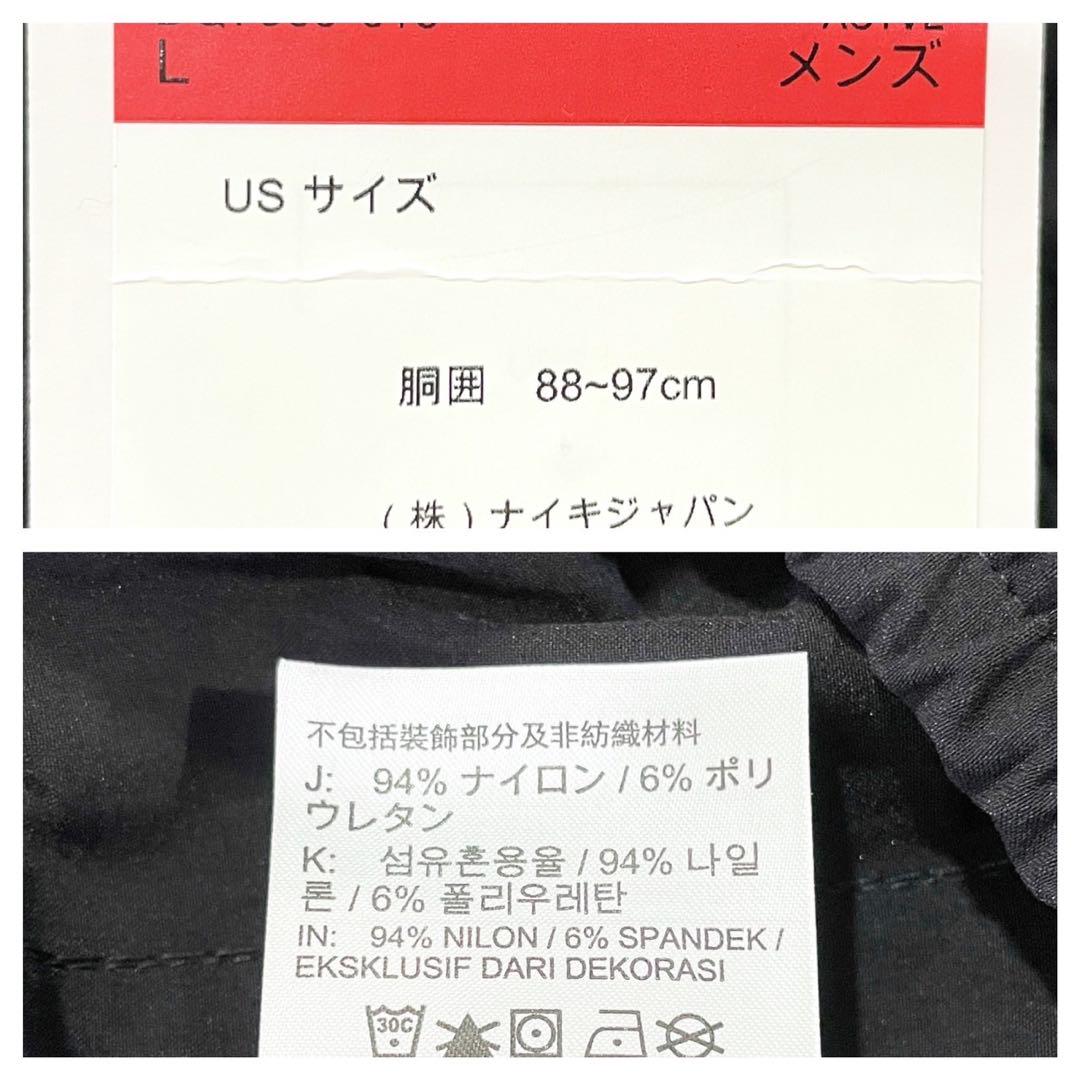 L
メンズ
US サイズ
胴囲 88~97cm
(株)ナイキジャパン
不包括裝飾部分及非紡織材料
J: 94% ナイロン / 6% ポリ
ウレタン
K: 섬유혼용율 / 94% 나일
론 / 6% 폴리우레탄
IN: 94% NILON / 6% SPANDEK /
EKSKLUSIF DARI DEKORASI
30C